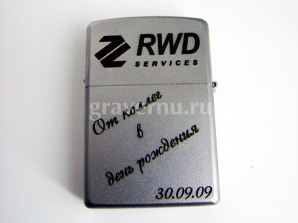 RWD
SERVICES
gravernu.ru
От коллег
в
день рождения
30.09.09